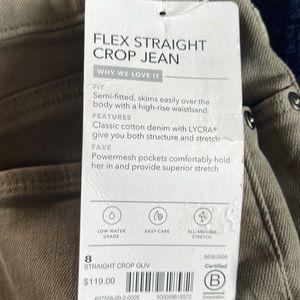 FLEX STRAIGHT
CROP JEAN
WHY WE LOVE IT
FIT
Semi-fitted, skims easily over the
body with a high-rise waistband
FEATURES
Classic cotton denim with LYCRA®
give you both structure and stretch
FAVE
Powermesh pockets comfortably hold
her in and provide superior stretch
LOW WATER
USAGE
EASY-CARE
ALL-AROUND
STRETCH
8
STRAIGHT CROP OLIV
$119.00
Certified
B
Corporation